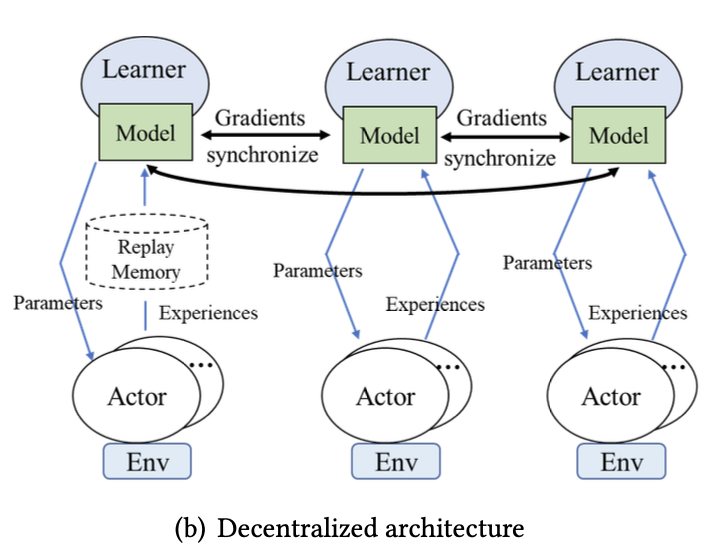 Learner
Learner
Learner
Model
Gradients
synchronize
Model
Gradients
synchronize
Model
Replay
Memory
Parameters
Experiences
Parameters
Experiences
Parameters
Experiences
...
Actor
...
Actor
...
Actor
Env
Env
Env
(b) Decentralized architecture